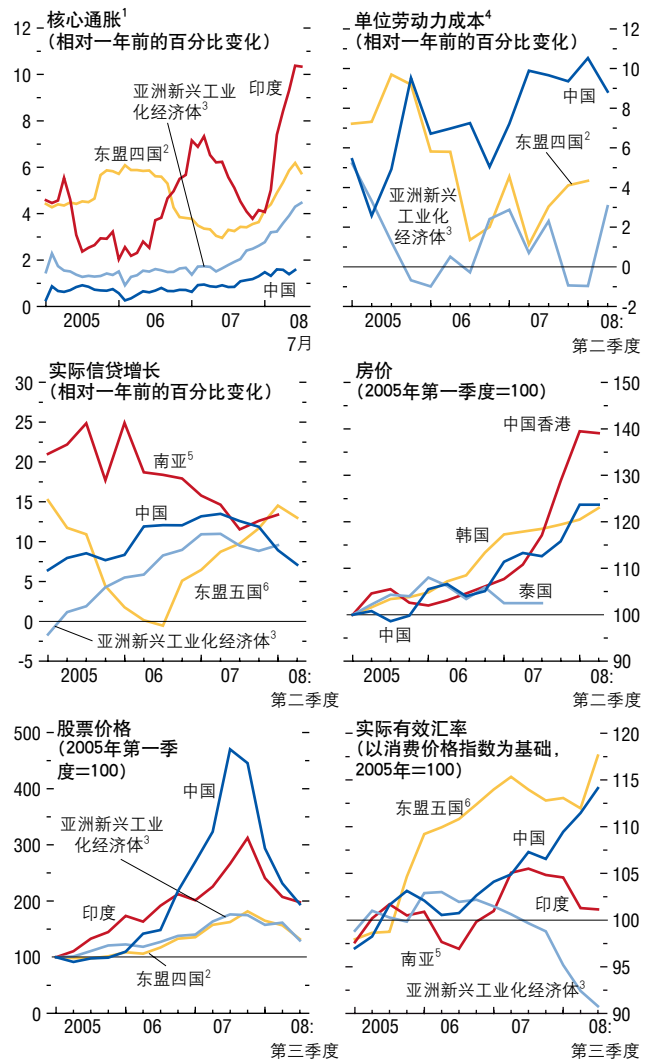 核心通胀1
(相对一年前的百分比变化)
12
10
8
6
4
2
0
亚洲新兴工业
化经济体3
印度
东盟四国2
中国
2005
06
07
08
7月
单位劳动力成本4
(相对一年前的百分比变化)
12
10
8
6
4
2
0
-2
中国
东盟四国2
亚洲新兴
工业化
经济体3
2005
06
07
08:
第二季度
实际信贷增长
(相对一年前的百分比变化)
30
25
20
15
10
5
0
-5
南亚5
中国
东盟五国6
亚洲新兴工业化经济体3
2005
06
07
08:
第二季度
房价
(2005年第一季度=100)
150
140
130
120
110
100
90
中国香港
韩国
泰国
中国
2005
06
07
08:
第二季度
股票价格
(2005年第一季
度=100)
500
400
300
200
100
0
中国
亚洲新兴工业
化经济体3
印度
东盟四国2
2005
06
07
08:
第三季度
实际有效汇率
(以消费价格指数为基础,
2005年=100)
120
115
110
105
100
95
90
东盟五国6
中国
印度
南亚5
亚洲新兴工业化经济体3
2005
06
07
08:
第三季度